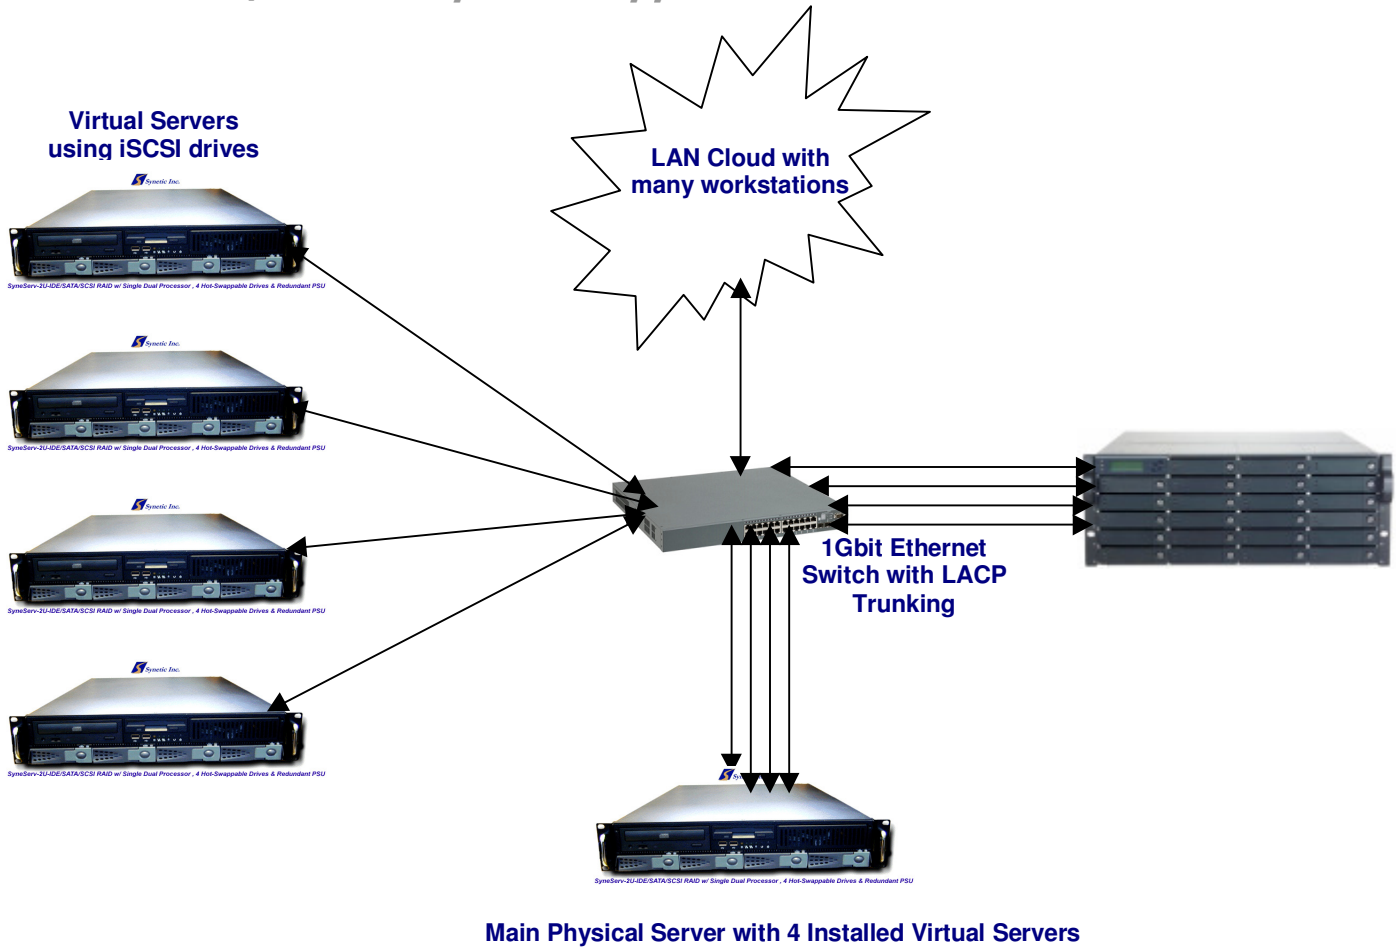 Virtual Servers
using iSCSI drives
LAN Cloud with
many workstations
Synetic Inc.
SyneServ-2U-IDE/SATA/SCSI RAID w/ Single Dual Processor , 4 Hot-Swappable Drives & Redundant PSU
Synetic Inc.
SyneServ-2U-IDE/SATA/SCSI RAID w/ Single Dual Processor , 4 Hot-Swappable Drives & Redundant PSU
Synetic Inc.
SyneServ-2U-IDE/SATA/SCSI RAID w/ Single Dual Processor , 4 Hot-Swappable Drives & Redundant PSU
1Gbit Ethernet
Switch with LACP
Trunking
Synetic Inc.
SyneServ-2U-IDE/SATA/SCSI RAID w/ Single Dual Processor , 4 Hot-Swappable Drives & Redundant PSU
SyneServ-2U-IDE/SATA/SCSI RAID w/ Single Dual Processor , 4 Hot-Swappable Drives & Redundant PSU
Main Physical Server with 4 Installed Virtual Servers